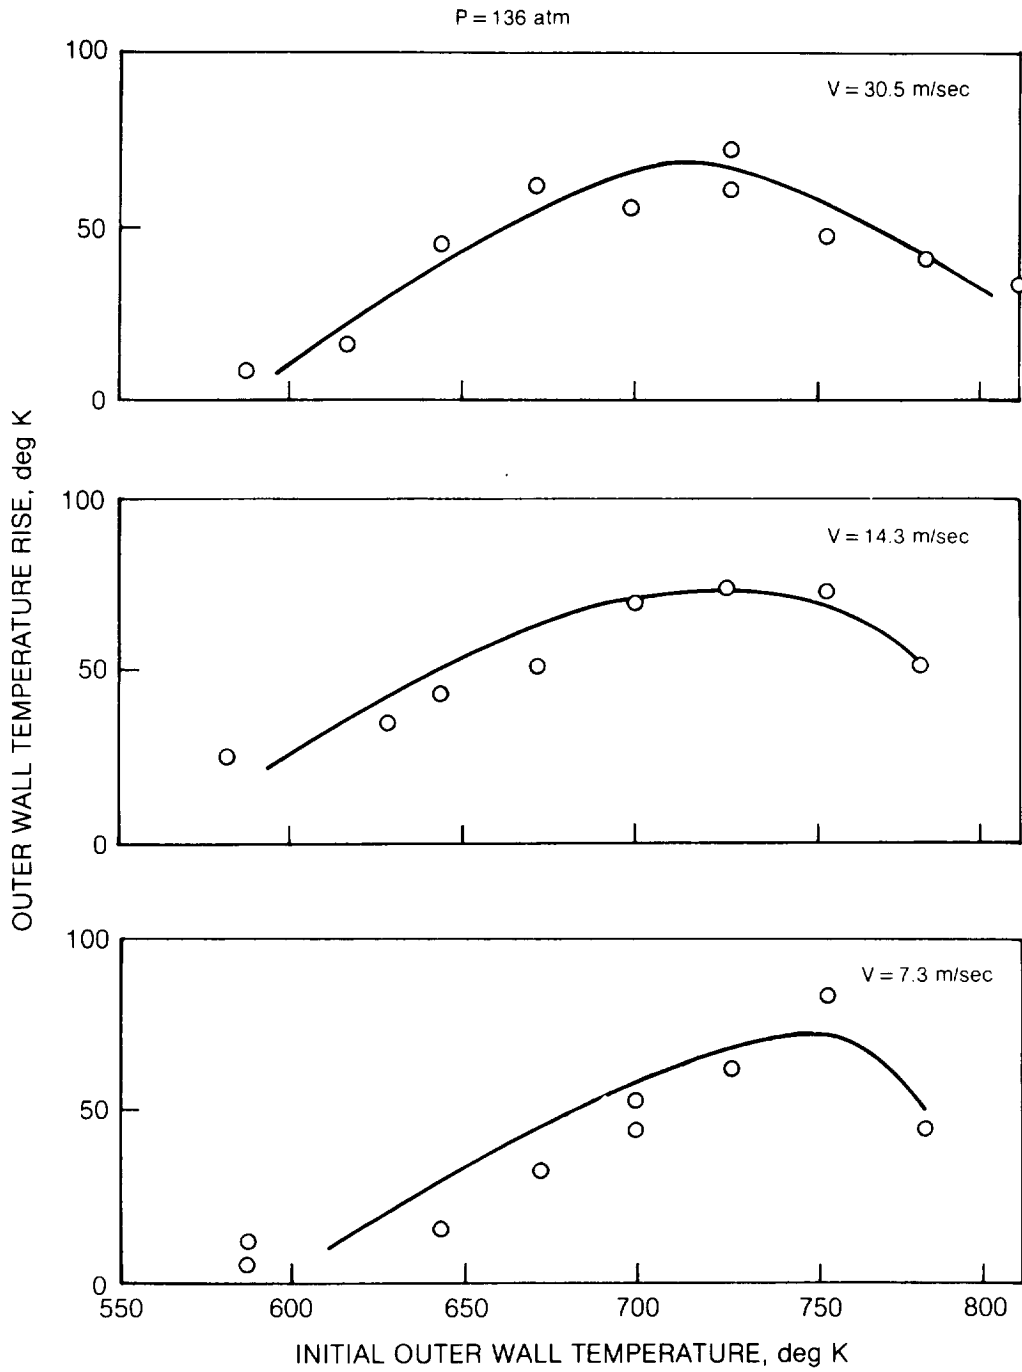 P = 136 atm
100
V = 30.5 m/sec
50
0
100
V = 14.3 m/sec
50
0
100
V = 7.3 m/sec
50
0
550 600 650 700 750 800
INITIAL OUTER WALL TEMPERATURE, deg K
OUTER WALL TEMPERATURE RISE, deg K